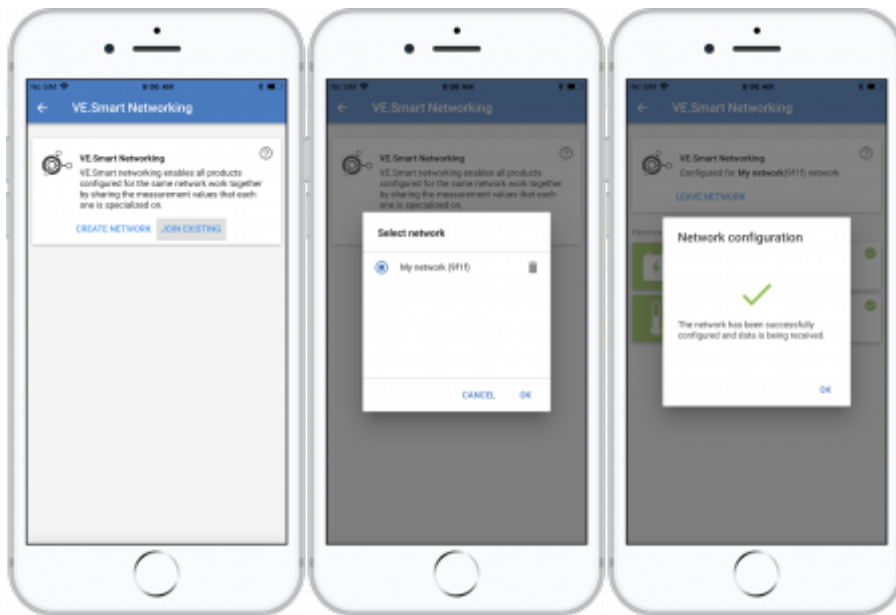 No SIM 9:06 AM
VE.Smart Networking
VE.Smart Networking
VE.Smart networking enables all products
configured for the same network work together
by sharing the measurement values that each
one is specialized on.
CREATE NETWORK JOIN EXISTING
No SIM 9:06 AM
VE.Smart Networking
VE.Smart Networking
VE.Smart networking enables all products
configured for the same network work together
by sharing the measurement values that each
one is specialized on.
Select network
My network (9f1f)
CANCEL OK
No SIM 9:06 AM
VE.Smart Networking
VE.Smart Networking
Configured for My network(9f1f) network
LEAVE NETWORK
Network configuration
The network has been successfully
configured and data is being received.
OK